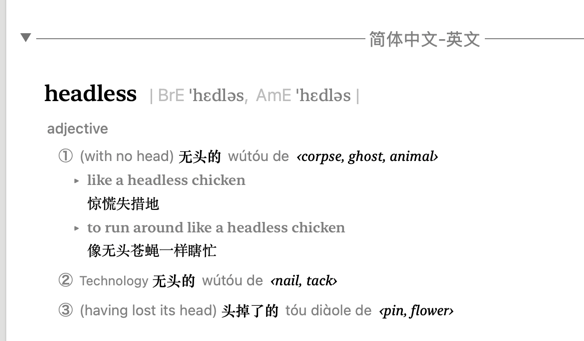 ▼ 简体中文-英文
headless | BrE 'hɛdləs, AmE 'hɛdləs |
adjective
① (with no head) 无头的 wútóu de ‹corpse, ghost, animal›
▸ like a headless chicken
惊慌失措地
▸ to run around like a headless chicken
像无头苍蝇一样瞎忙
② Technology 无头的 wútóu de ‹nail, tack›
③ (having lost its head) 头掉了的 tóu diàole de ‹pin, flower›